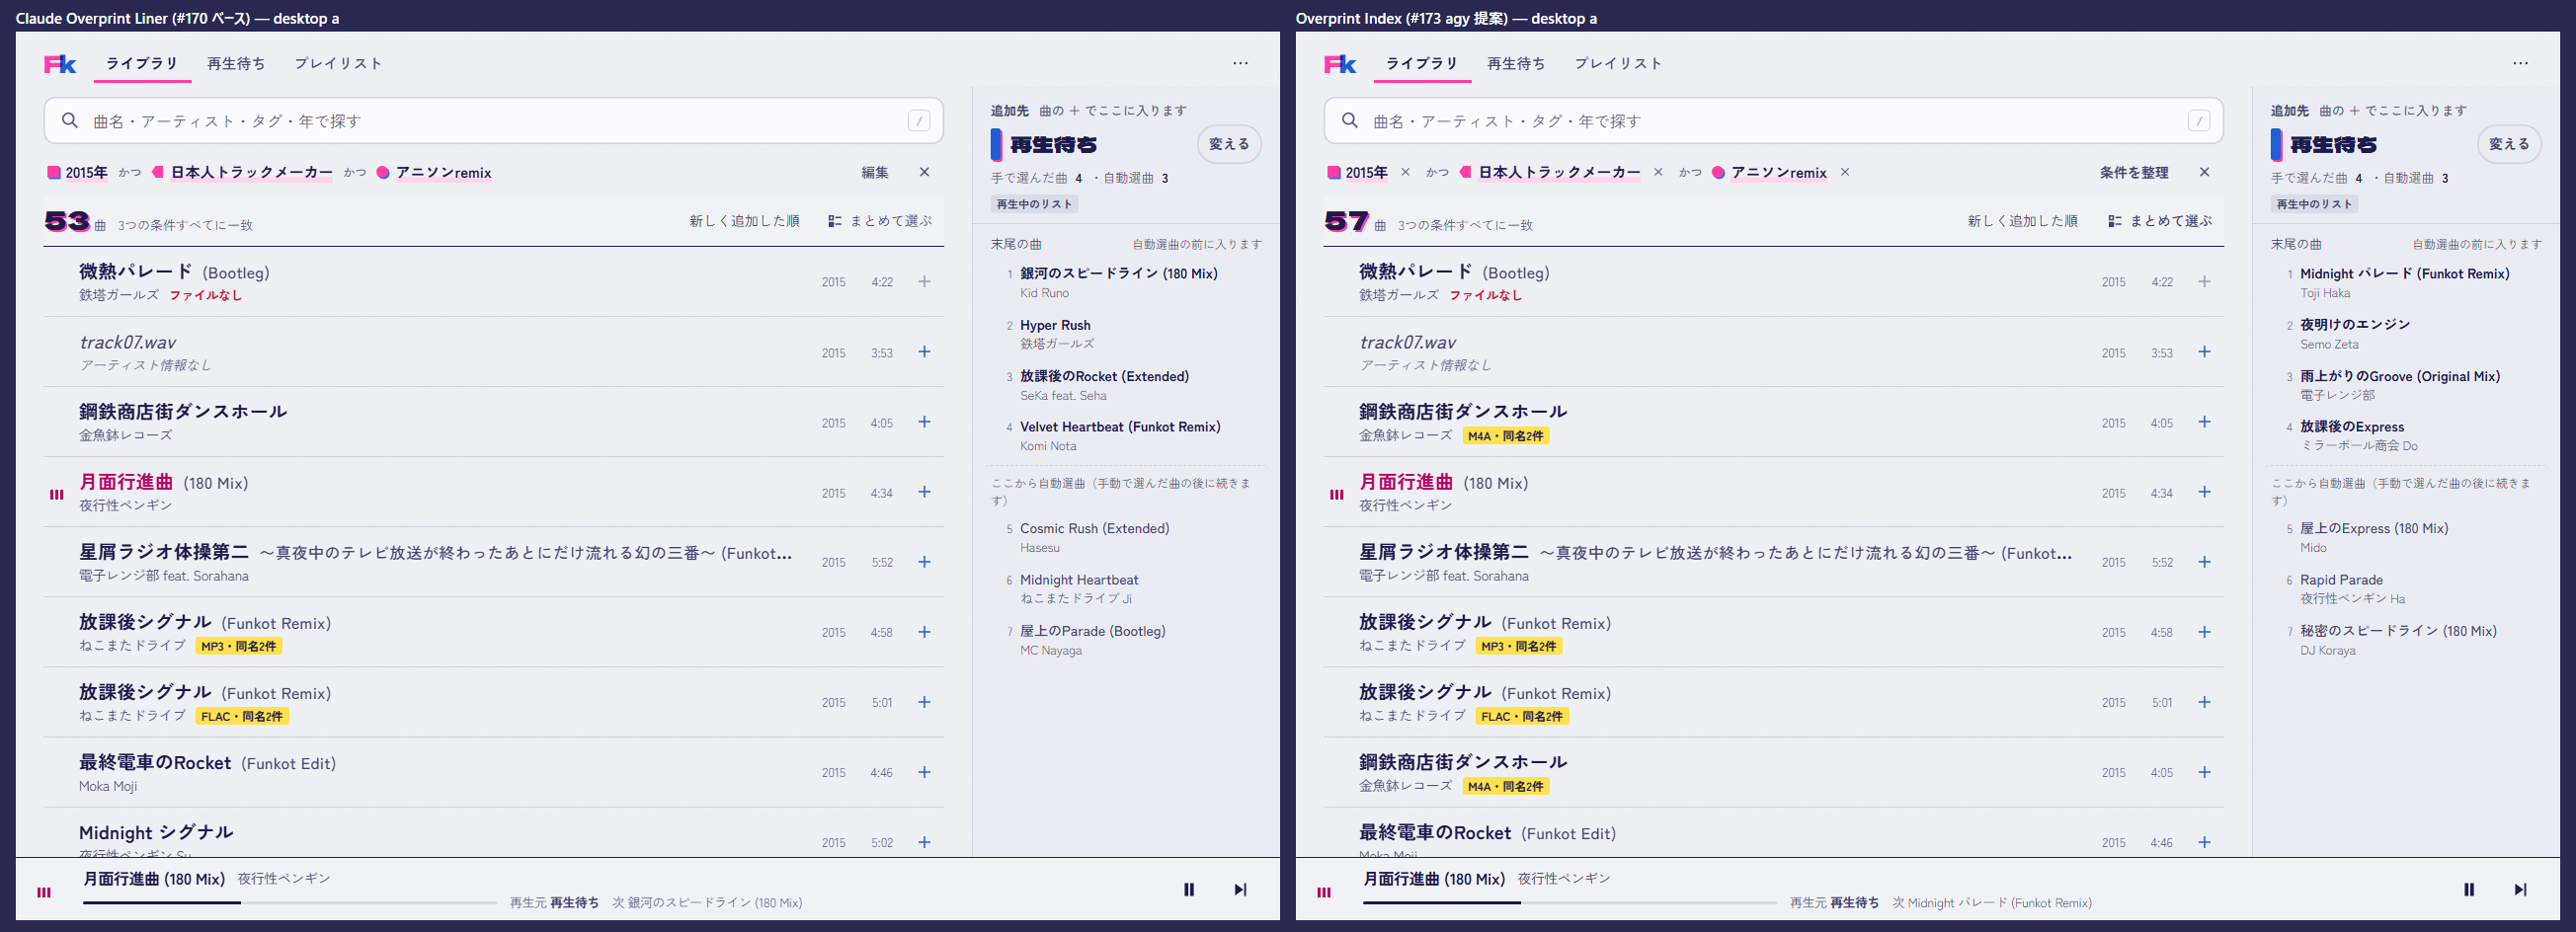 Claude Overprint Liner (#170 ベース) — desktop a
Fk ライブラリ 再生待ち プレイリスト …
曲名・アーティスト・タグ・年で探す /
2015年 かつ 日本人トラックメーカー かつ アニソンremix 編集 ×
53 曲 3つの条件すべてに一致 新しく追加した順 まとめて選ぶ
微熱パレード (Bootleg)
鉄塔ガールズ ファイルなし
2015 4:22 +
track07.wav
アーティスト情報なし
2015 3:53 +
鋼鉄商店街ダンスホール
金魚鉢レコーズ
2015 4:05 +
月面行進曲 (180 Mix)
夜行性ペンギン
2015 4:34 +
星屑ラジオ体操第二 〜真夜中のテレビ放送が終わったあとにだけ流れる幻の三番〜 (Funkot...
電子レンジ部 feat. Sorahana
2015 5:52 +
放課後シグナル (Funkot Remix)
ねこまたドライブ MP3・同名2件
2015 4:58 +
放課後シグナル (Funkot Remix)
ねこまたドライブ FLAC・同名2件
2015 5:01 +
最終電車のRocket (Funkot Edit)
Moka Moji
2015 4:46 +
Midnight シグナル
夜行性ペンギン Su
2015 5:02 +
追加先 曲の + でここに入ります
再生待ち 変える
手で選んだ曲 4 ・自動選曲 3
再生中のリスト
末尾の曲 自動選曲の前に入ります
1 銀河のスピードライン (180 Mix)
Kid Runo
2 Hyper Rush
鉄塔ガールズ
3 放課後のRocket (Extended)
SeKa feat. Seha
4 Velvet Heartbeat (Funkot Remix)
Komi Nota
ここから自動選曲（手動で選んだ曲の後に続きま
す）
5 Cosmic Rush (Extended)
Hasesu
6 Midnight Heartbeat
ねこまたドライブ Ji
7 屋上のParade (Bootleg)
MC Nayaga
月面行進曲 (180 Mix) 夜行性ペンギン
再生元 再生待ち 次 銀河のスピードライン (180 Mix)
Overprint Index (#173 agy 提案) — desktop a
Fk ライブラリ 再生待ち プレイリスト …
曲名・アーティスト・タグ・年で探す /
2015年 × かつ 日本人トラックメーカー × かつ アニソンremix × 条件を整理 ×
57 曲 3つの条件すべてに一致 新しく追加した順 まとめて選ぶ
微熱パレード (Bootleg)
鉄塔ガールズ ファイルなし
2015 4:22 +
track07.wav
アーティスト情報なし
2015 3:53 +
鋼鉄商店街ダンスホール
金魚鉢レコーズ M4A・同名2件
2015 4:05 +
月面行進曲 (180 Mix)
夜行性ペンギン
2015 4:34 +
星屑ラジオ体操第二 〜真夜中のテレビ放送が終わったあとにだけ流れる幻の三番〜 (Funkot...
電子レンジ部 feat. Sorahana
2015 5:52 +
放課後シグナル (Funkot Remix)
ねこまたドライブ MP3・同名2件
2015 4:58 +
放課後シグナル (Funkot Remix)
ねこまたドライブ FLAC・同名2件
2015 5:01 +
鋼鉄商店街ダンスホール
金魚鉢レコーズ M4A・同名2件
2015 4:05 +
最終電車のRocket (Funkot Edit)
Moka Moji
2015 4:46 +
追加先 曲の + でここに入ります
再生待ち 変える
手で選んだ曲 4 ・自動選曲 3
再生中のリスト
末尾の曲 自動選曲の前に入ります
1 Midnight パレード (Funkot Remix)
Toji Haka
2 夜明けのエンジン
Semo Zeta
3 雨上がりのGroove (Original Mix)
電子レンジ部
4 放課後のExpress
ミラーボール商会 Do
ここから自動選曲（手動で選んだ曲の後に続きま
す）
5 屋上のExpress (180 Mix)
Mido
6 Rapid Parade
夜行性ペンギン Ha
7 秘密のスピードライン (180 Mix)
DJ Koraya
月面行進曲 (180 Mix) 夜行性ペンギン
再生元 再生待ち 次 Midnight パレード (Funkot Remix)